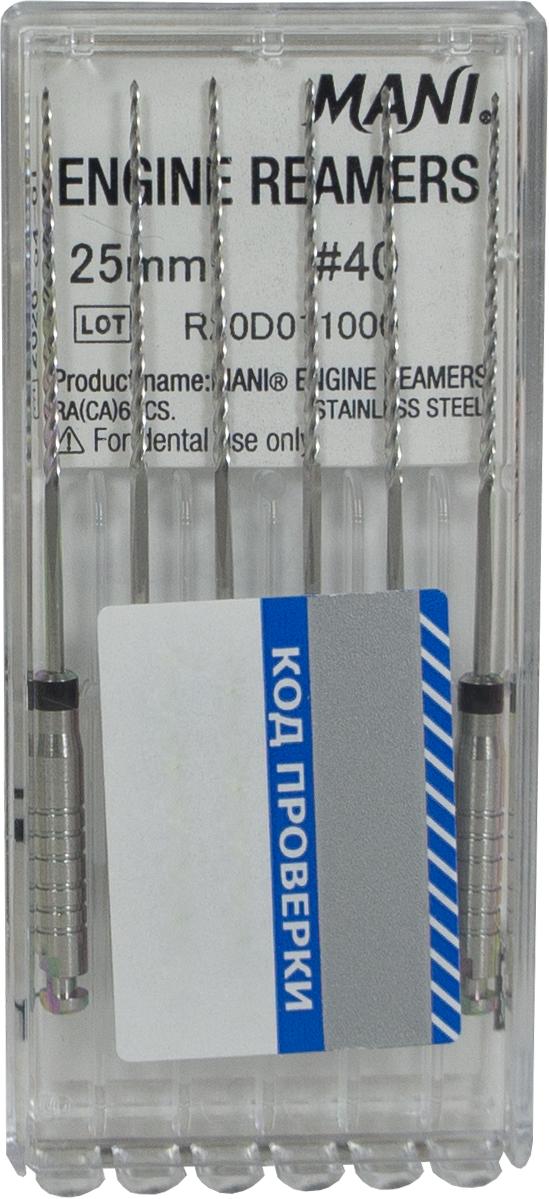 MANI®
ENGINE REAMERS
25mm #40
LOT
Product name: MANI® ENGINE REAMERS
RA(CA)6PCS. STAINLESS STEEL
⚠ For dental use only
КОД ПРОВЕРКИ